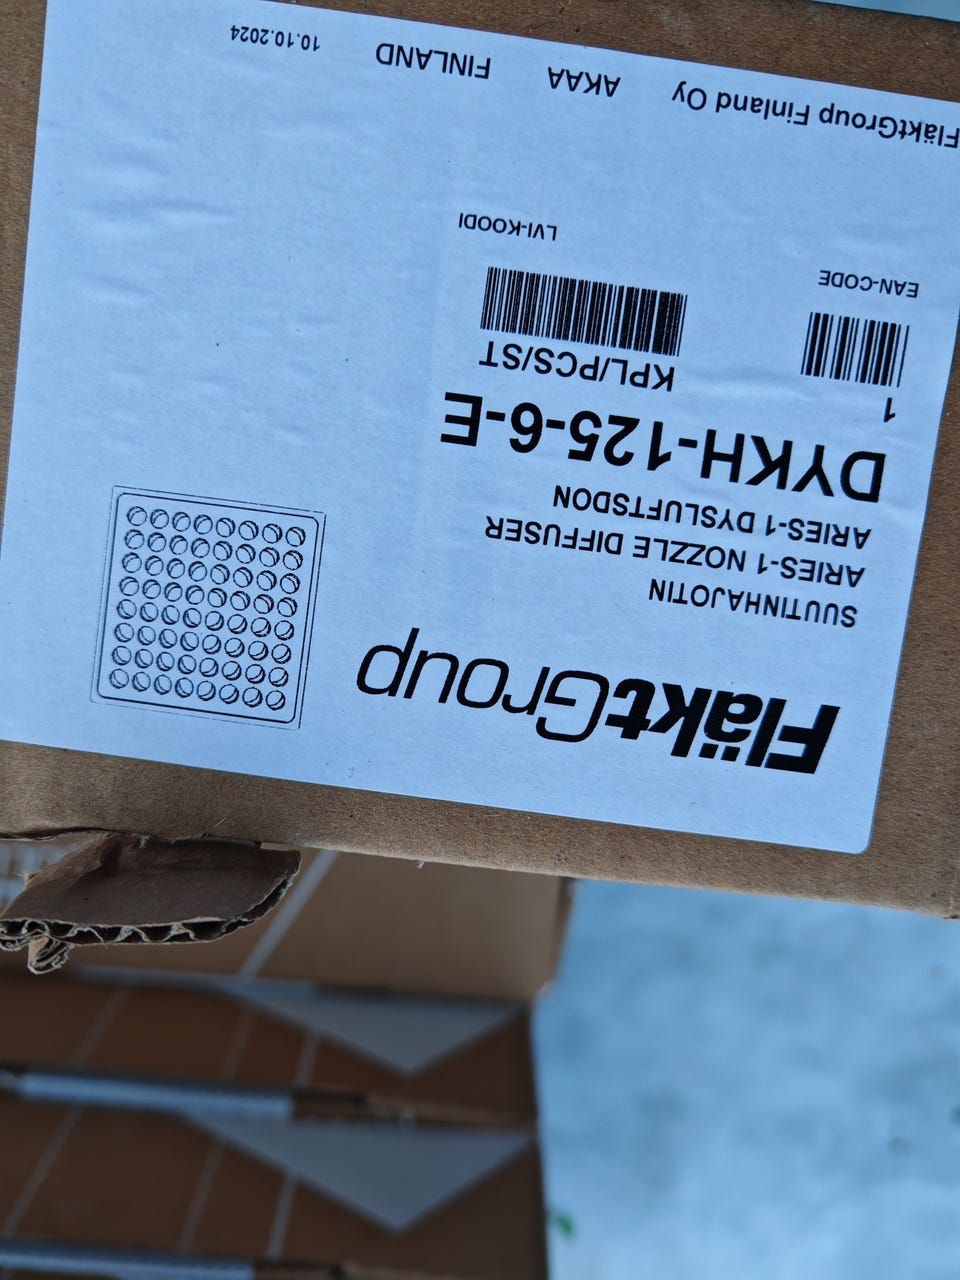 FläktGroup
SUUTINHAJOTIN
ARIES-1 NOZZLE DIFFUSER
ARIES-1 DYSLUFTSDON
DYKH-125-6-E
1 KPL/PCS/ST
EAN-CODE LVI-KOODI
FläktGroup Finland Oy AKAA FINLAND 10.10.2024